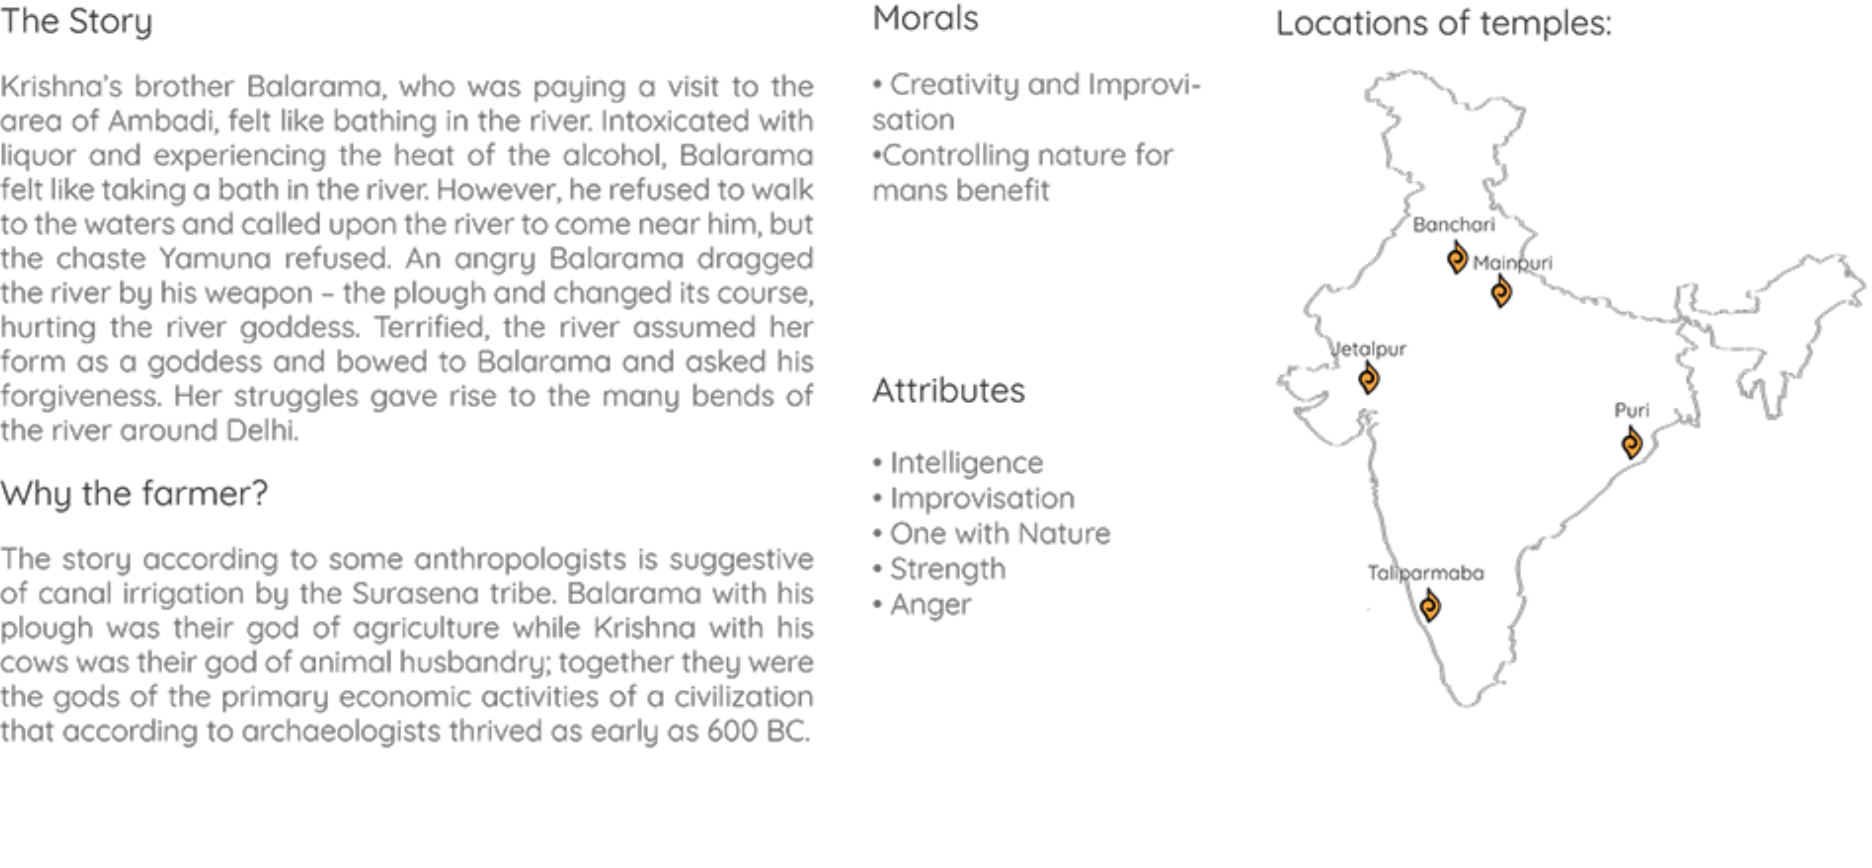 The Story
Krishna's brother Balarama, who was paying a visit to the
area of Ambadi, felt like bathing in the river. Intoxicated with
liquor and experiencing the heat of the alcohol, Balarama
felt like taking a bath in the river. However, he refused to walk
to the waters and called upon the river to come near him, but
the chaste Yamuna refused. An angry Balarama dragged
the river by his weapon – the plough and changed its course,
hurting the river goddess. Terrified, the river assumed her
form as a goddess and bowed to Balarama and asked his
forgiveness. Her struggles gave rise to the many bends of
the river around Delhi.
Why the farmer?
The story according to some anthropologists is suggestive
of canal irrigation by the Surasena tribe. Balarama with his
plough was their god of agriculture while Krishna with his
cows was their god of animal husbandry; together they were
the gods of the primary economic activities of a civilization
that according to archaeologists thrived as early as 600 BC.
Morals
• Creativity and Improvi-
sation
•Controlling nature for
mans benefit
Attributes
• Intelligence
• Improvisation
• One with Nature
• Strength
• Anger
Locations of temples:
Banchari
Mainpuri
Jetalpur
Puri
Taliparmaba